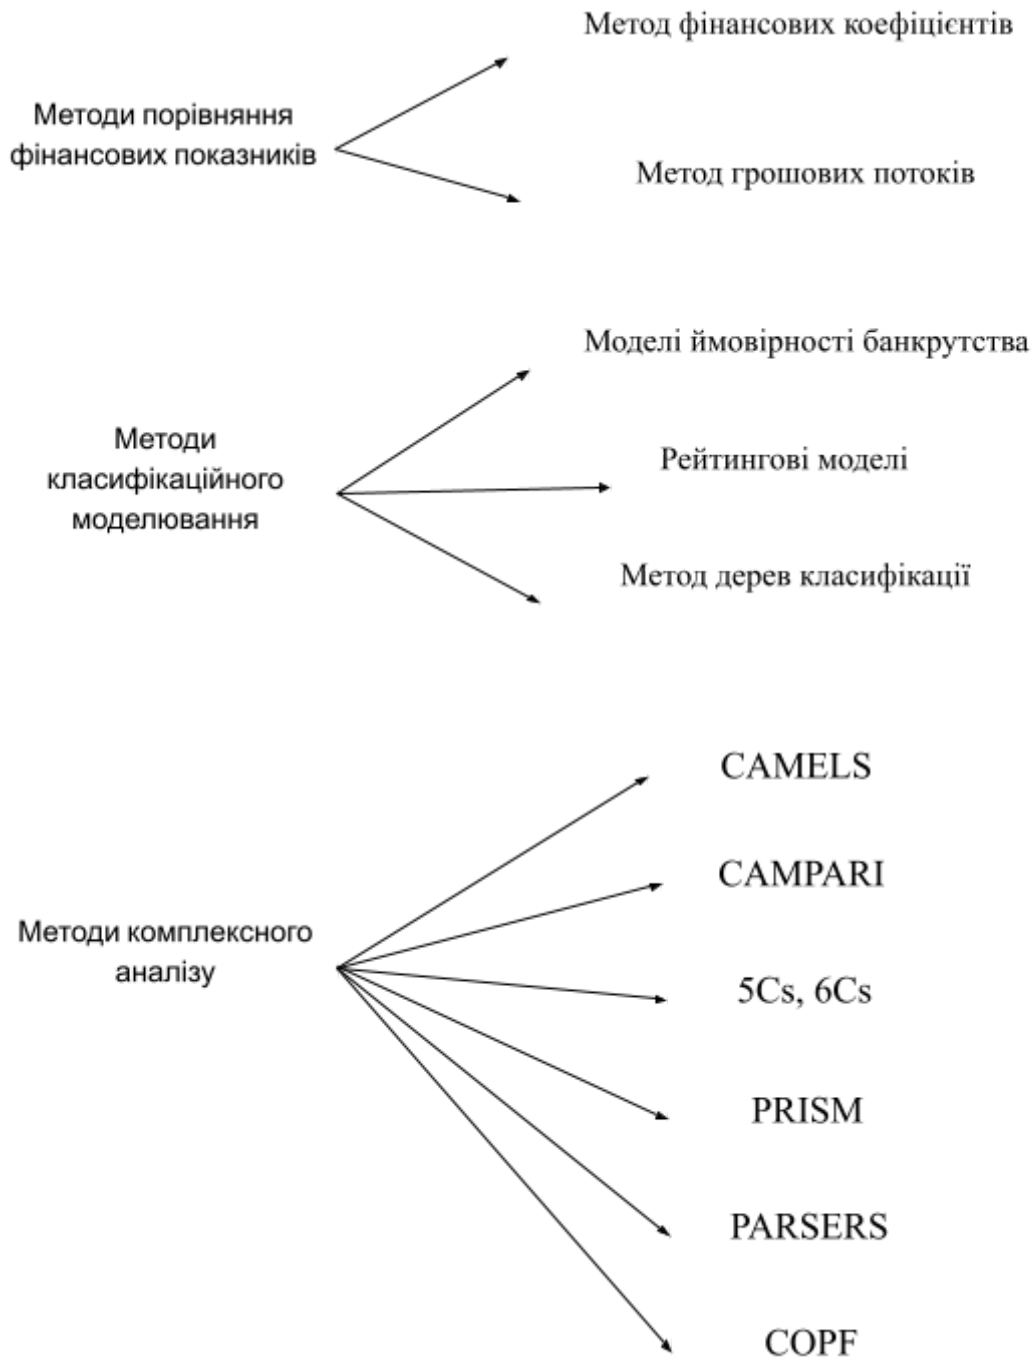 Метод фінансових коефіцієнтів
Методи порівняння
фінансових показників
Метод грошових потоків
Моделі ймовірності банкрутства
Методи
класифікаційного
моделювання
Рейтингові моделі
Метод дерев класифікації
CAMELS
CAMPARI
Методи комплексного
аналізу
5Cs, 6Cs
PRISM
PARSERS
COPF